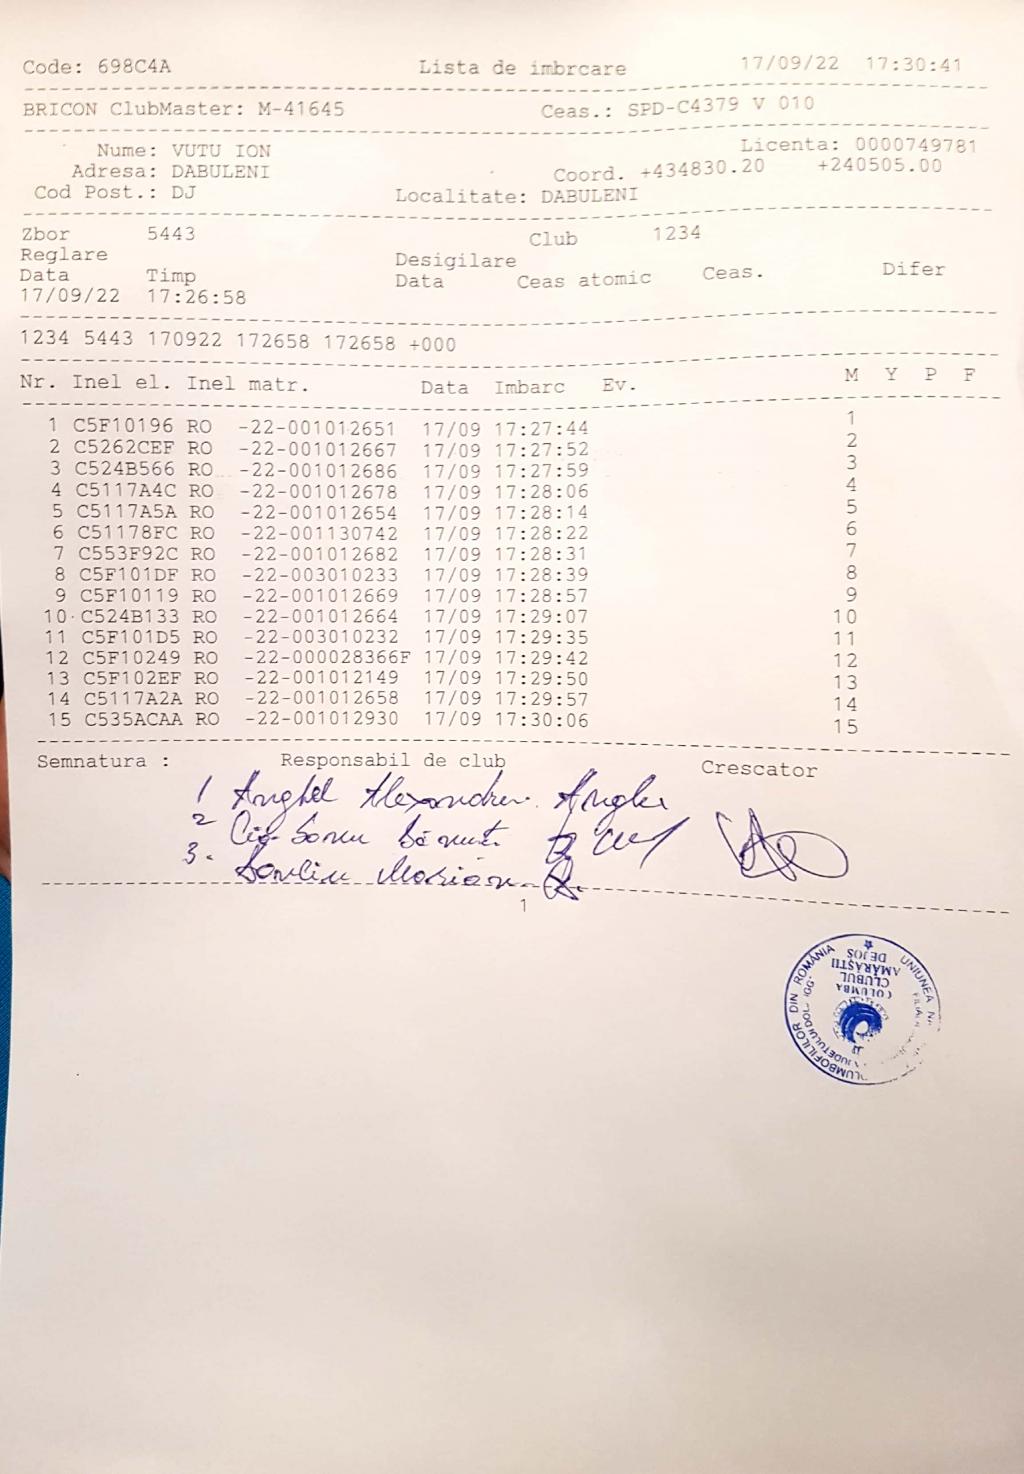 Code: 698C4A Lista de imbrcare 17/09/22 17:30:41
BRICON ClubMaster: M-41645 Ceas.: SPD-C4379 V 010
Nume: VUTU ION Licenta: 0000749781
Adresa: DABULENI Coord. +434830.20 +240505.00
Cod Post.: DJ Localitate: DABULENI
Zbor 5443 Club 1234
Reglare Desigilare
Data Timp Data Ceas atomic Ceas. Difer
17/09/22 17:26:58
1234 5443 170922 172658 172658 +000
Nr. Inel el. Inel matr. Data Imbarc Ev. M Y P F
1 C5F10196 RO -22-001012651 17/09 17:27:44 1
2 C5262CEF RO -22-001012667 17/09 17:27:52 2
3 C524B566 RO -22-001012686 17/09 17:27:59 3
4 C5117A4C RO -22-001012678 17/09 17:28:06 4
5 C5117A5A RO -22-001012654 17/09 17:28:14 5
6 C51178FC RO -22-001130742 17/09 17:28:22 6
7 C553F92C RO -22-001012682 17/09 17:28:31 7
8 C5F101DF RO -22-003010233 17/09 17:28:39 8
9 C5F10119 RO -22-001012669 17/09 17:28:57 9
10 C524B133 RO -22-001012664 17/09 17:29:07 10
11 C5F101D5 RO -22-003010232 17/09 17:29:35 11
12 C5F10249 RO -22-000028366F 17/09 17:29:42 12
13 C5F102EF RO -22-001012149 17/09 17:29:50 13
14 C5117A2A RO -22-001012658 17/09 17:29:57 14
15 C535ACAA RO -22-001012930 17/09 17:30:06 15
Semnatura : Responsabil de club Crescator
1 Anghel Alexandru
2
3. Marian
1
DIN ROMÂNIA
UNIUNEA
COLUMBA
CLUBUL
AMĂRĂȘTII
DE JOS